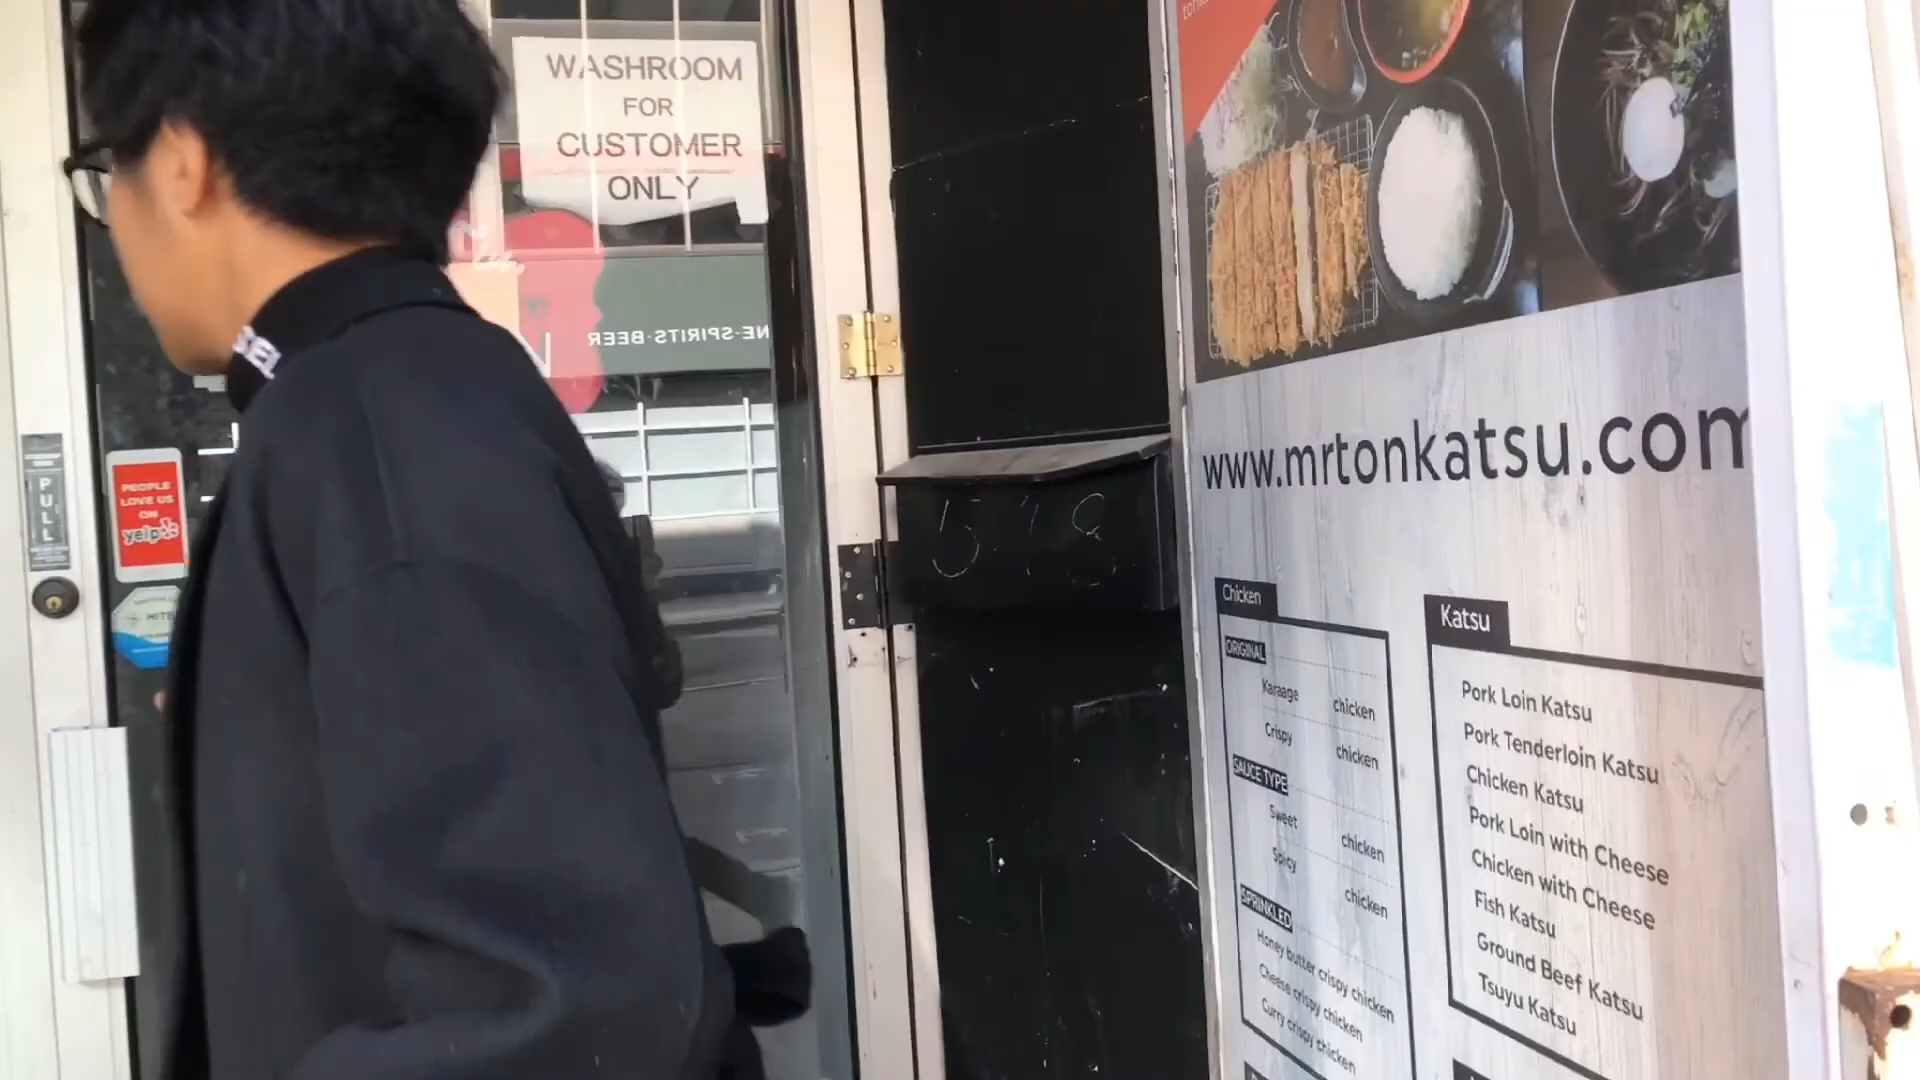 WASHROOM
FOR
CUSTOMER
ONLY
NE·SPIRITS·BEER
PULL
PEOPLE
LOVE US
ON
yelp
518
www.mrtonkatsu.com
Chicken
ORIGINAL
Karaage chicken
Crispy chicken
SAUCE TYPE
Sweet chicken
Spicy chicken
SPRINKLED
Honey butter crispy chicken
Cheese crispy chicken
Curry crispy chicken
Katsu
Pork Loin Katsu
Pork Tenderloin Katsu
Chicken Katsu
Pork Loin with Cheese
Chicken with Cheese
Fish Katsu
Ground Beef Katsu
Tsuyu Katsu